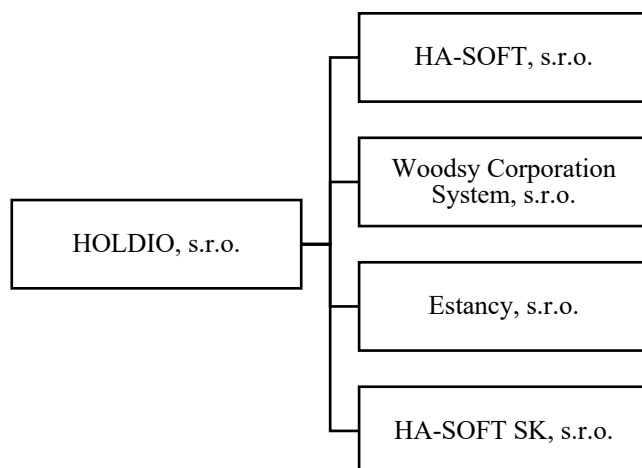 HA-SOFT, s.r.o.
Woodsy Corporation
System, s.r.o.
HOLDIO, s.r.o.
Estancy, s.r.o.
HA-SOFT SK, s.r.o.